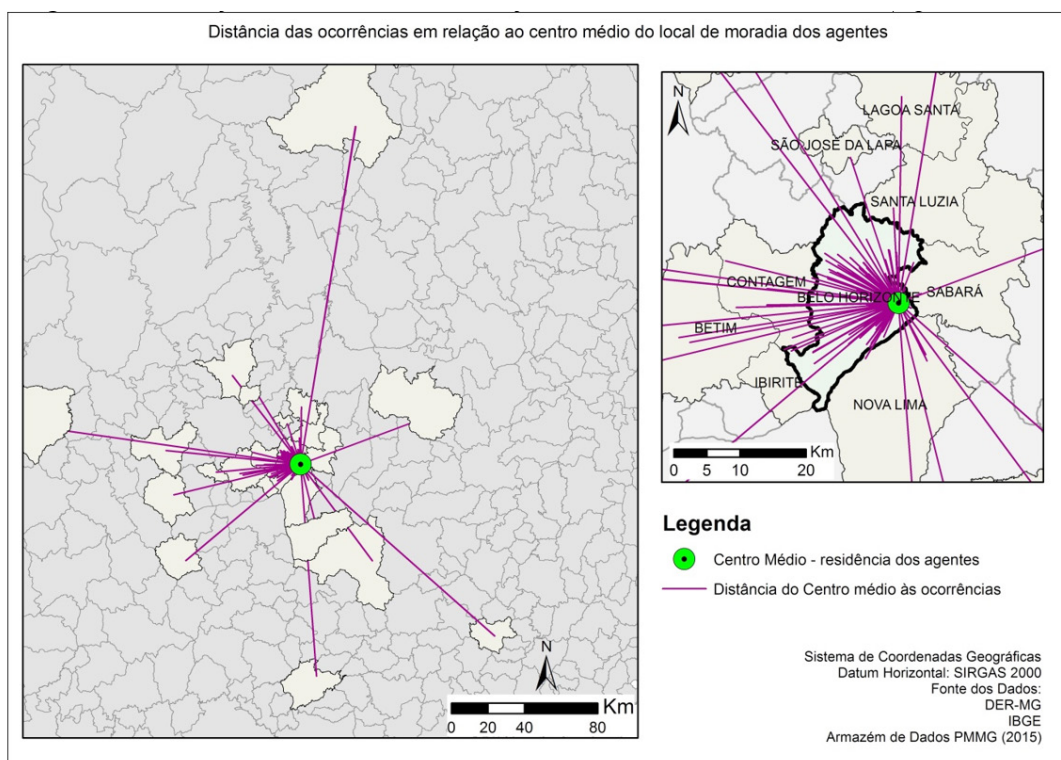 Distância das ocorrências em relação ao centro médio do local de moradia dos agentes
N
Km
0 20 40 80
N
LAGOA SANTA
SÃO JOSÉ DA LAPA
SANTA LUZIA
CONTAGEM
BELO HORIZONTE
SABARÁ
BETIM
IBIRITÉ
NOVA LIMA
Km
0 5 10 20
Legenda
Centro Médio - residência dos agentes
Distância do Centro médio às ocorrências
Sistema de Coordenadas Geográficas
Datum Horizontal: SIRGAS 2000
Fonte dos Dados:
DER-MG
IBGE
Armazém de Dados PMMG (2015)